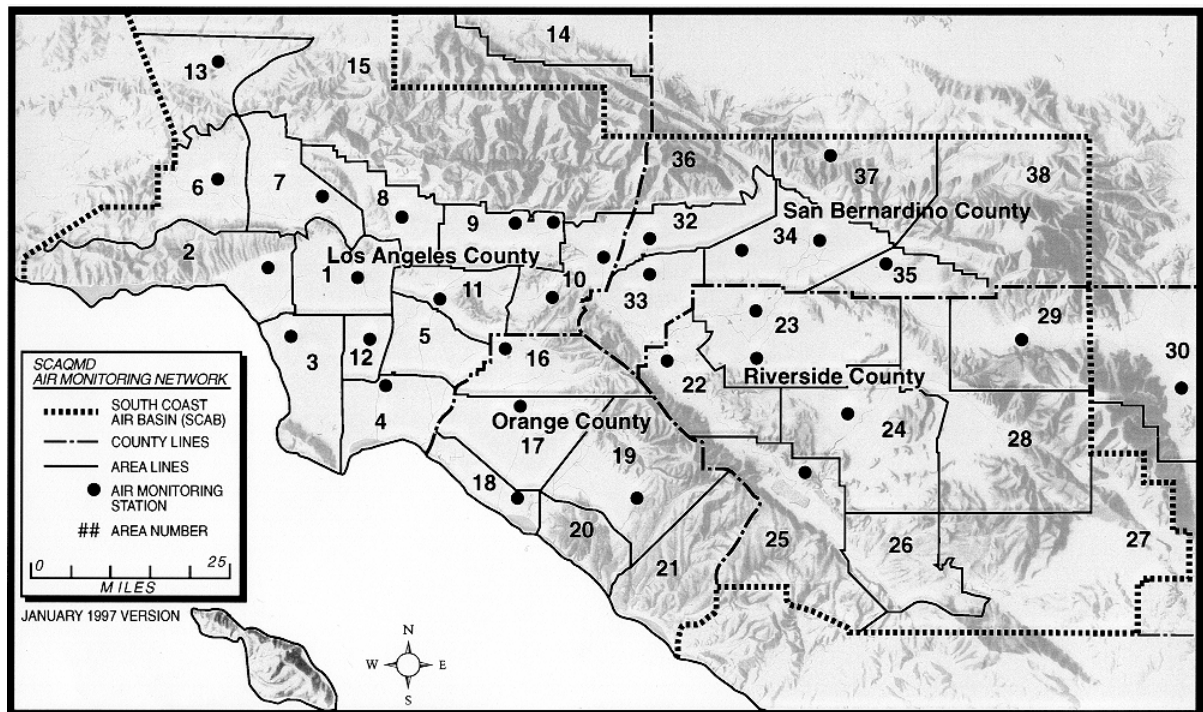 14
13
15
36
37
38
6
7
8
9
32
San Bernardino County
2
Los Angeles County
34
1
10
35
11
33
23
29
30
3
12
5
16
22
Riverside County
4
Orange County
17
24
28
19
18
20
21
25
26
27
SCAQMD
AIR MONITORING NETWORK
SOUTH COAST
AIR BASIN (SCAB)
COUNTY LINES
AREA LINES
AIR MONITORING
STATION
## AREA NUMBER
0 25
MILES
JANUARY 1997 VERSION
N
W E
S